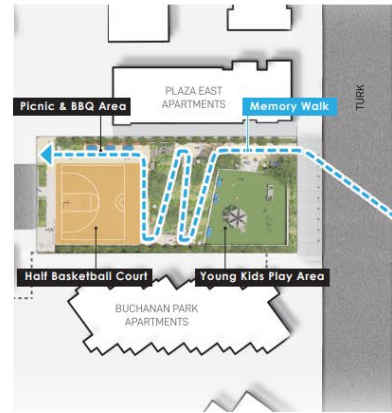 PLAZA EAST
APARTMENTS
Picnic & BBQ Area
Memory Walk
TURK
Half Basketball Court
Young Kids Play Area
BUCHANAN PARK
APARTMENTS